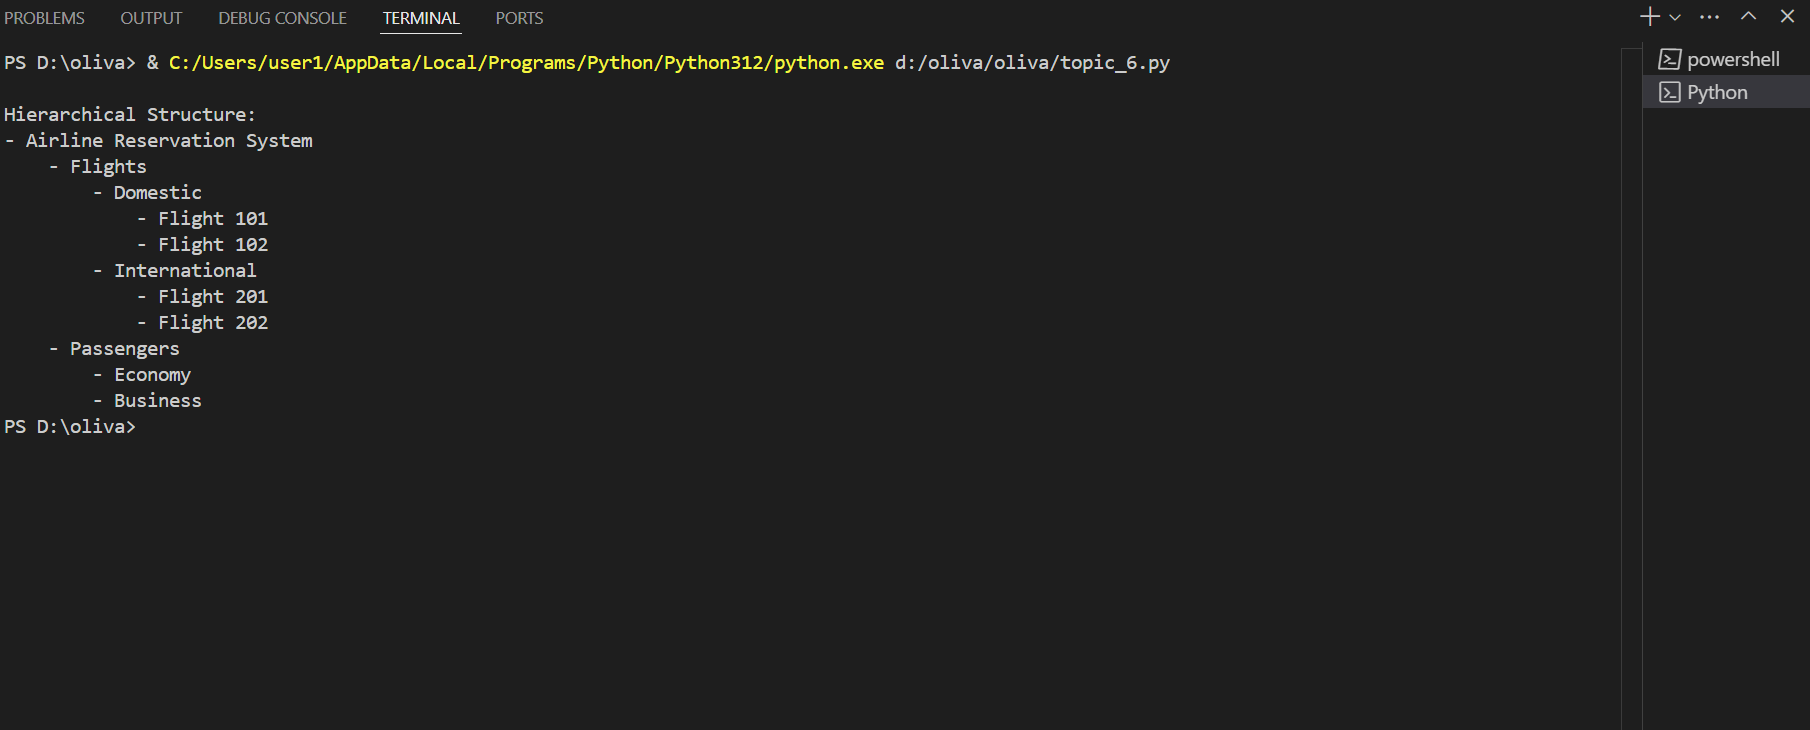 PROBLEMS OUTPUT DEBUG CONSOLE TERMINAL PORTS
PS D:\oliva> & C:/Users/user1/AppData/Local/Programs/Python/Python312/python.exe d:/oliva/oliva/topic_6.py
Hierarchical Structure:
- Airline Reservation System
    - Flights
        - Domestic
            - Flight 101
            - Flight 102
        - International
            - Flight 201
            - Flight 202
    - Passengers
        - Economy
        - Business
PS D:\oliva>
powershell
Python